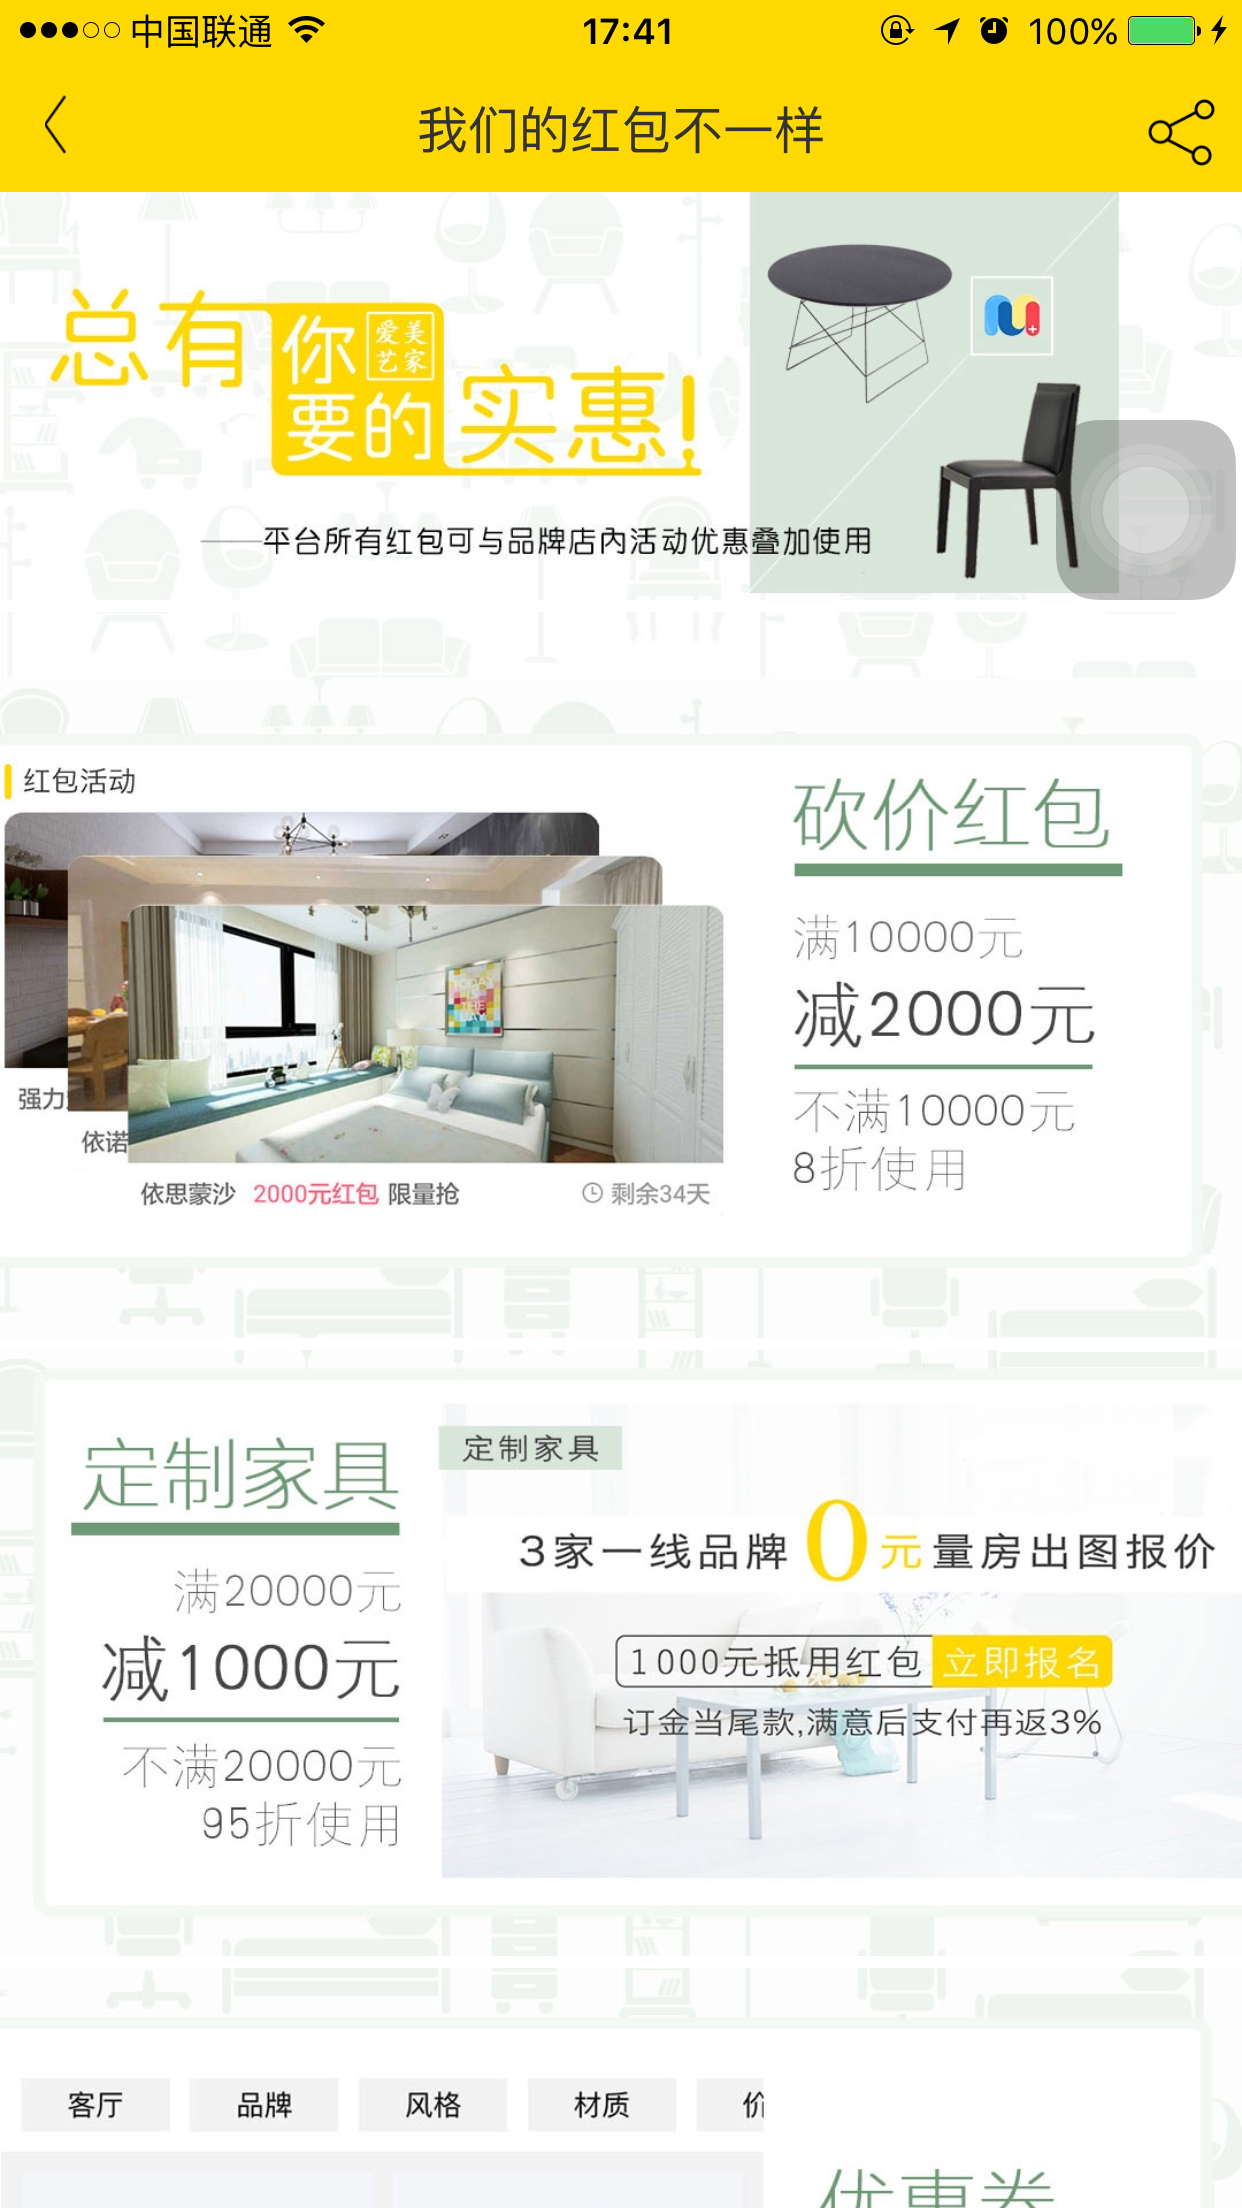 中国联通
17:41
100%
我们的红包不一样
总有你要的实惠!
爱美
艺家
——平台所有红包可与品牌店内活动优惠叠加使用
红包活动
砍价红包
满10000元
减2000元
不满10000元
8折使用
TODAY
IS
THE
DAY
强力
依诺
依思蒙沙 2000元红包 限量抢
剩余34天
定制家具
满20000元
减1000元
不满20000元
95折使用
定制家具
3家一线品牌0元量房出图报价
1000元抵用红包 立即报名
订金当尾款,满意后支付再返3%
客厅
品牌
风格
材质
价
优惠券